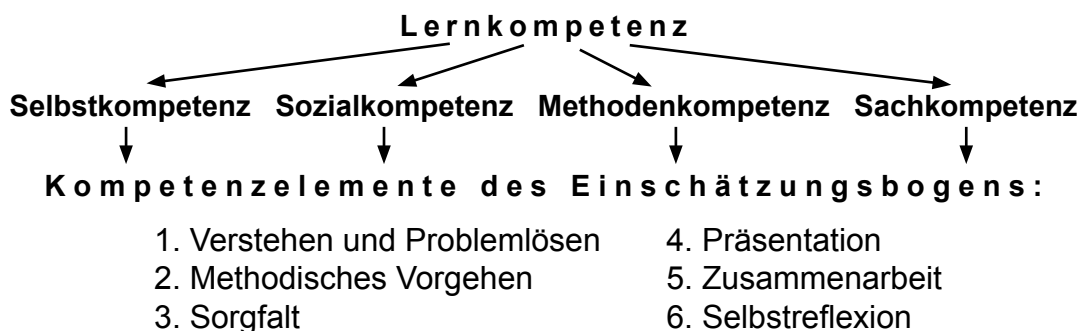 Lernkompetenz
Selbstkompetenz Sozialkompetenz Methodenkompetenz Sachkompetenz
Kompetenzelemente des Einschätzungsbogens:
1. Verstehen und Problemlösen
2. Methodisches Vorgehen
3. Sorgfalt
4. Präsentation
5. Zusammenarbeit
6. Selbstreflexion